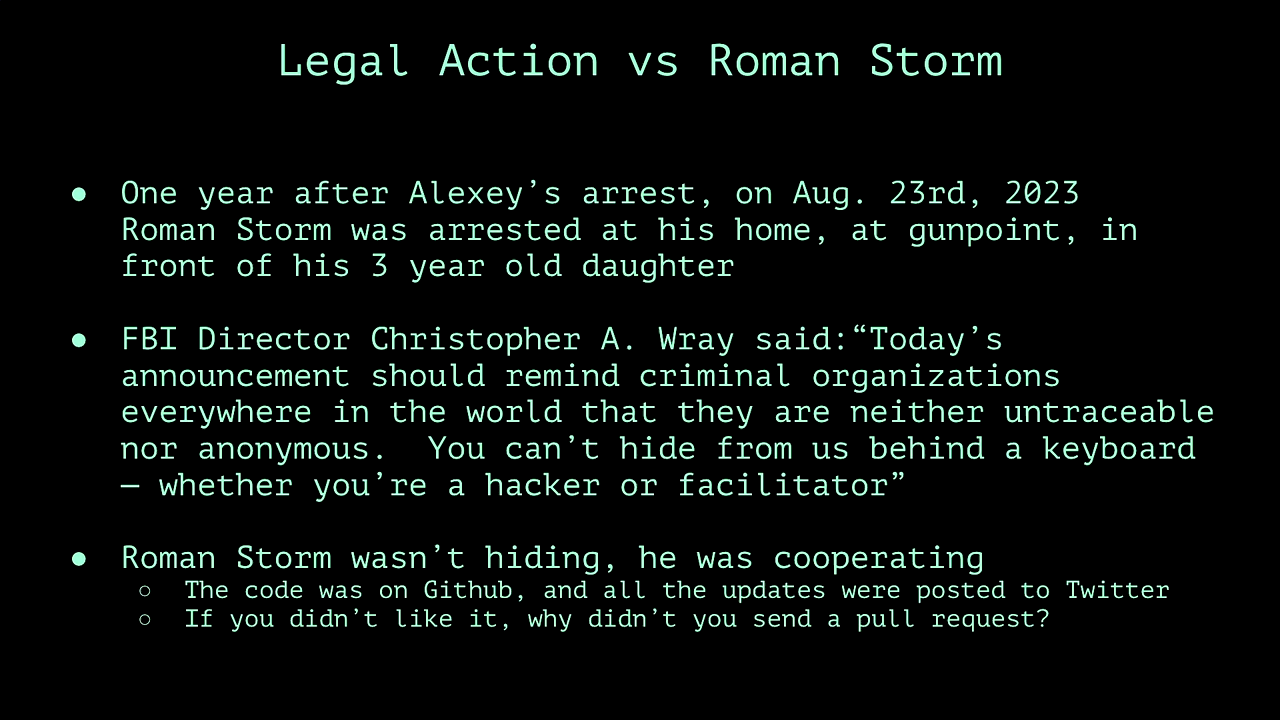 Legal Action vs Roman Storm
● One year after Alexey’s arrest, on Aug. 23rd, 2023
Roman Storm was arrested at his home, at gunpoint, in
front of his 3 year old daughter
● FBI Director Christopher A. Wray said:“Today’s
announcement should remind criminal organizations
everywhere in the world that they are neither untraceable
nor anonymous.  You can’t hide from us behind a keyboard
— whether you’re a hacker or facilitator”
● Roman Storm wasn’t hiding, he was cooperating
○ The code was on Github, and all the updates were posted to Twitter
○ If you didn’t like it, why didn’t you send a pull request?